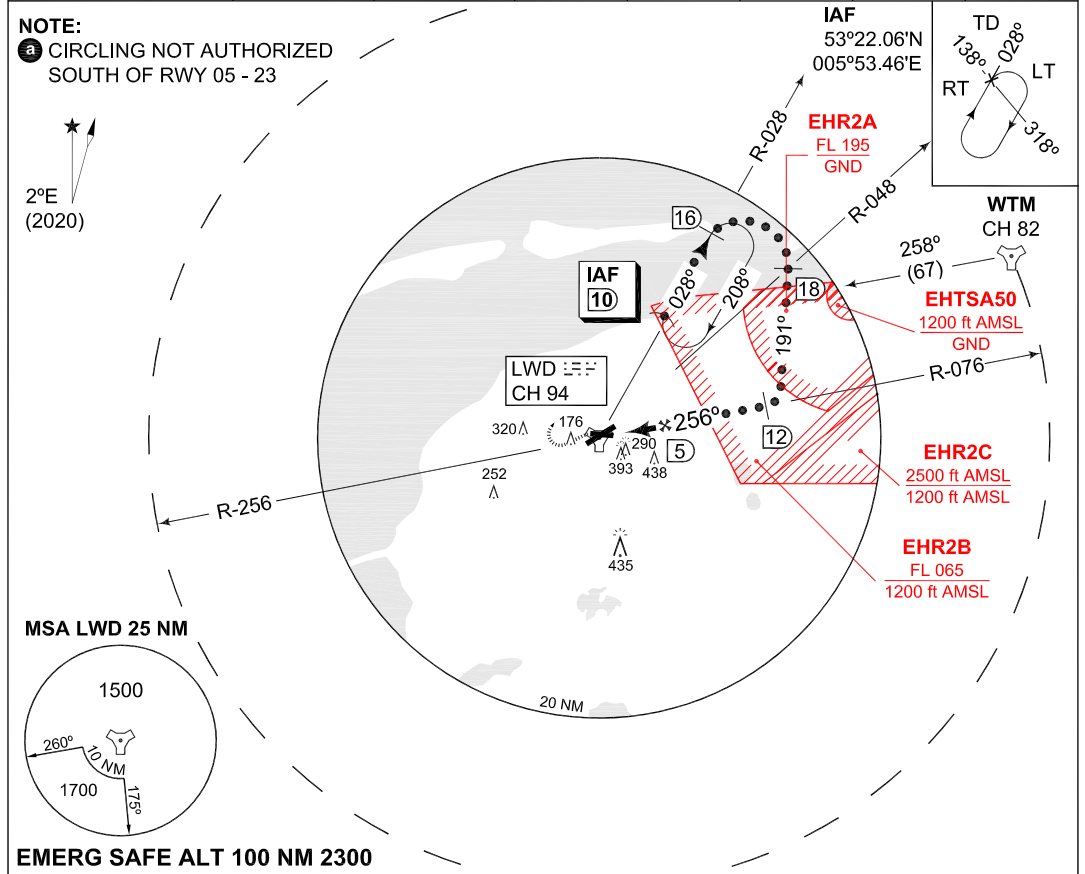 NOTE:
a CIRCLING NOT AUTHORIZED
SOUTH OF RWY 05 - 23
2ºE
(2020)
IAF
53º22.06'N
005º53.46'E
TD
138º
028º
RT
LT
318º
R-028
EHR2A
FL 195
GND
R-048
WTM
CH 82
258º
(67)
16
IAF
10
028º
208º
18
EHTSA50
1200 ft AMSL
GND
191º
R-076
LWD
CH 94
256º
12
5
320
176
290
393
438
252
R-256
435
EHR2C
2500 ft AMSL
1200 ft AMSL
EHR2B
FL 065
1200 ft AMSL
20 NM
MSA LWD 25 NM
1500
260º
10 NM
1700
175º
EMERG SAFE ALT 100 NM 2300